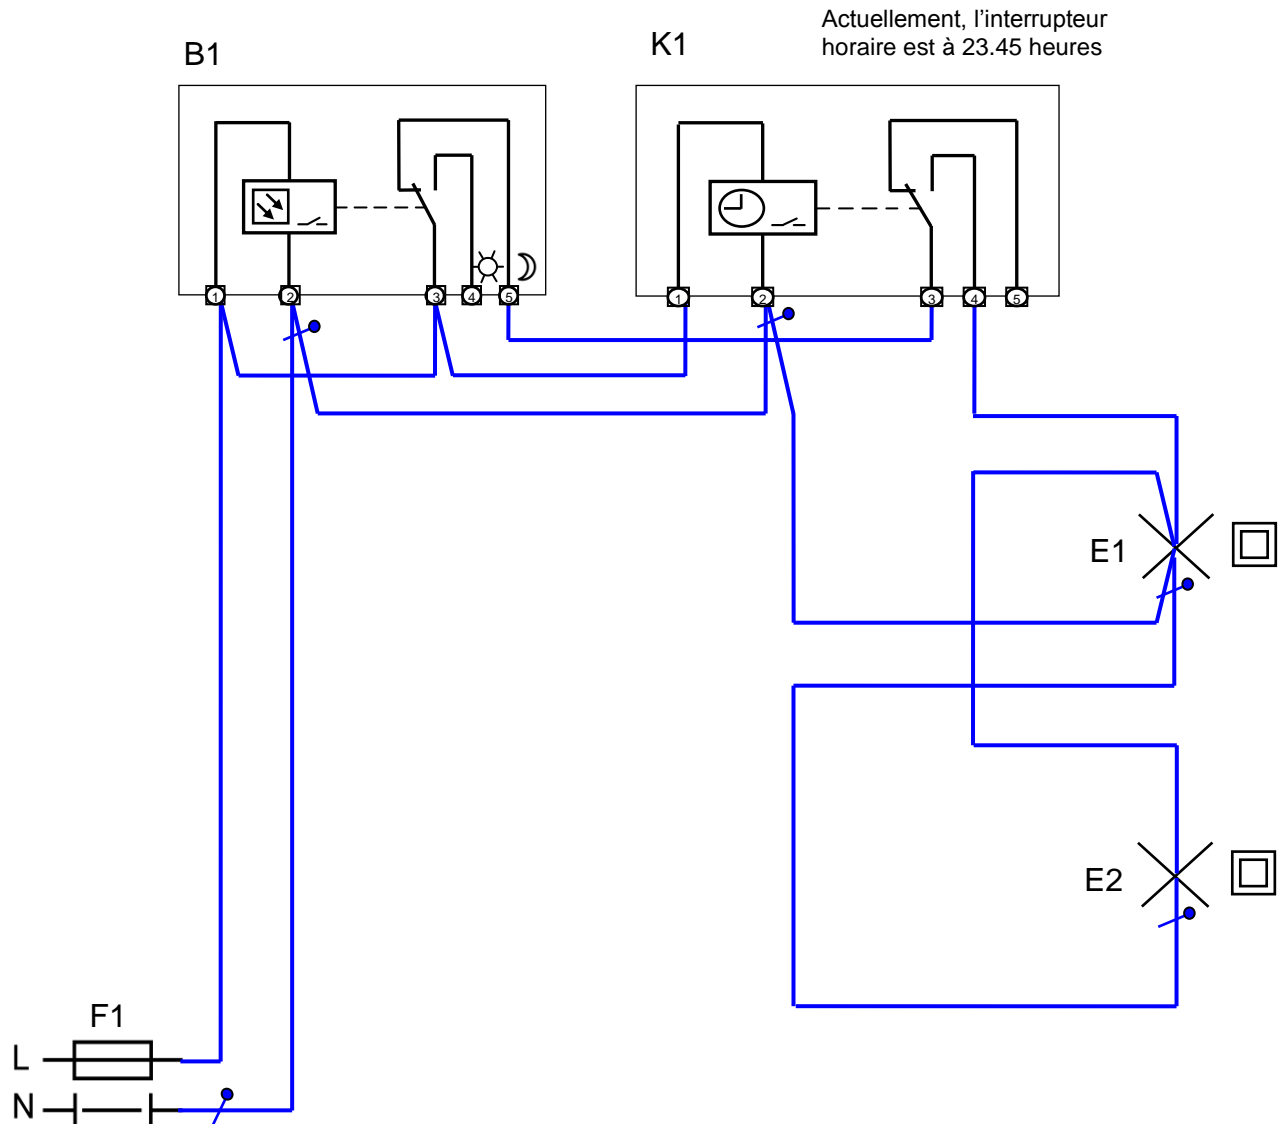 Actuellement, l'interrupteur
horaire est à 23.45 heures
B1
K1
1 2 3 4 5
1 2 3 4 5
E1
E2
F1
L
N